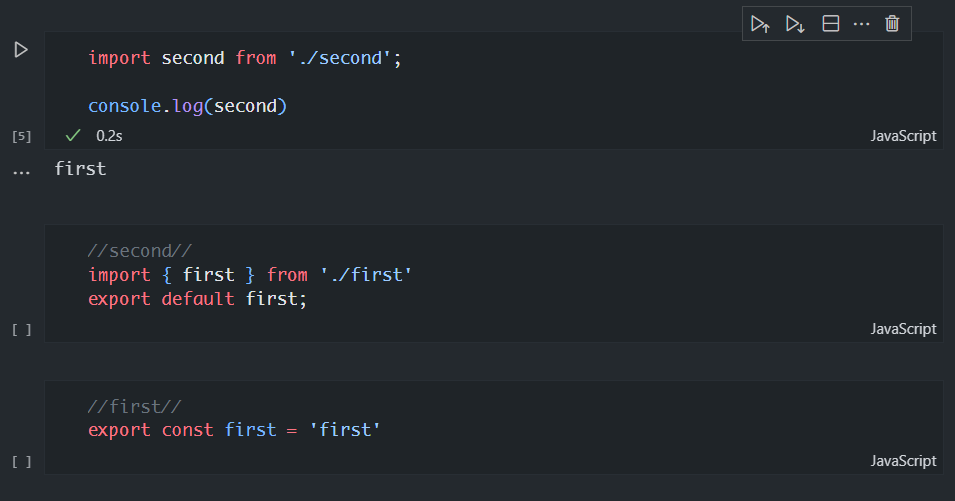 import second from './second';
console.log(second)
[5]
0.2s
JavaScript
... first
//second//
import { first } from './first'
export default first;
[ ]
JavaScript
//first//
export const first = 'first'
[ ]
JavaScript